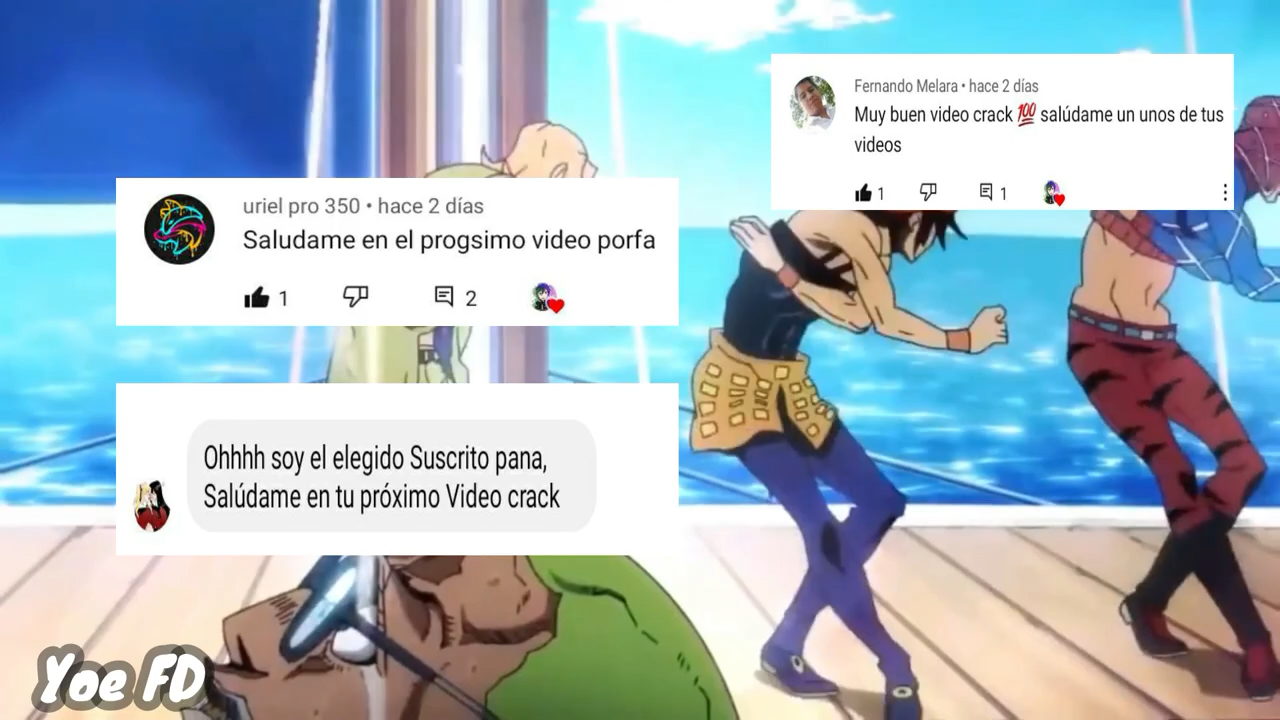 Fernando Melara • hace 2 días
Muy buen video crack 💯 salúdame un unos de tus
videos
1
1
uriel pro 350 • hace 2 días
Saludame en el progsimo video porfa
1
2
Ohhhh soy el elegido Suscrito pana,
Salúdame en tu próximo Video crack
Yoe FD